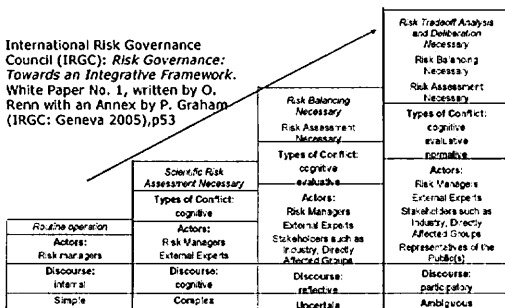 International Risk Governance
Council (IRGC): Risk Governance:
Towards an Integrative Framework.
White Paper No. 1, written by O.
Renn with an Annex by P. Graham
(IRGC: Geneva 2005),p53
Routine operation
Actors:
Risk managers
Discourse:
internal
Simple
Scientific Risk
Assessment Necessary
Types of Conflict:
cognitive
Actors:
Risk Managers
External Experts
Discourse:
cognitive
Complex
Risk Balancing
Necessary
Risk Assessment
Necessary
Types of Conflict:
cognitive
evaluative
Actors:
Risk Managers
External Experts
Stakeholders such as
Industry, Directly
Affected Groups
Discourse:
reflective
Uncertain
Risk Tradeoff Analysis
and Deliberation
Necessary
Risk Balancing
Necessary
Risk Assessment
Necessary
Types of Conflict:
cognitive
evaluative
normative
Actors:
Risk Managers
External Experts
Stakeholders such as
Industry, Directly
Affected Groups
Representatives of the
Public(s)
Discourse:
participatory
Ambiguous